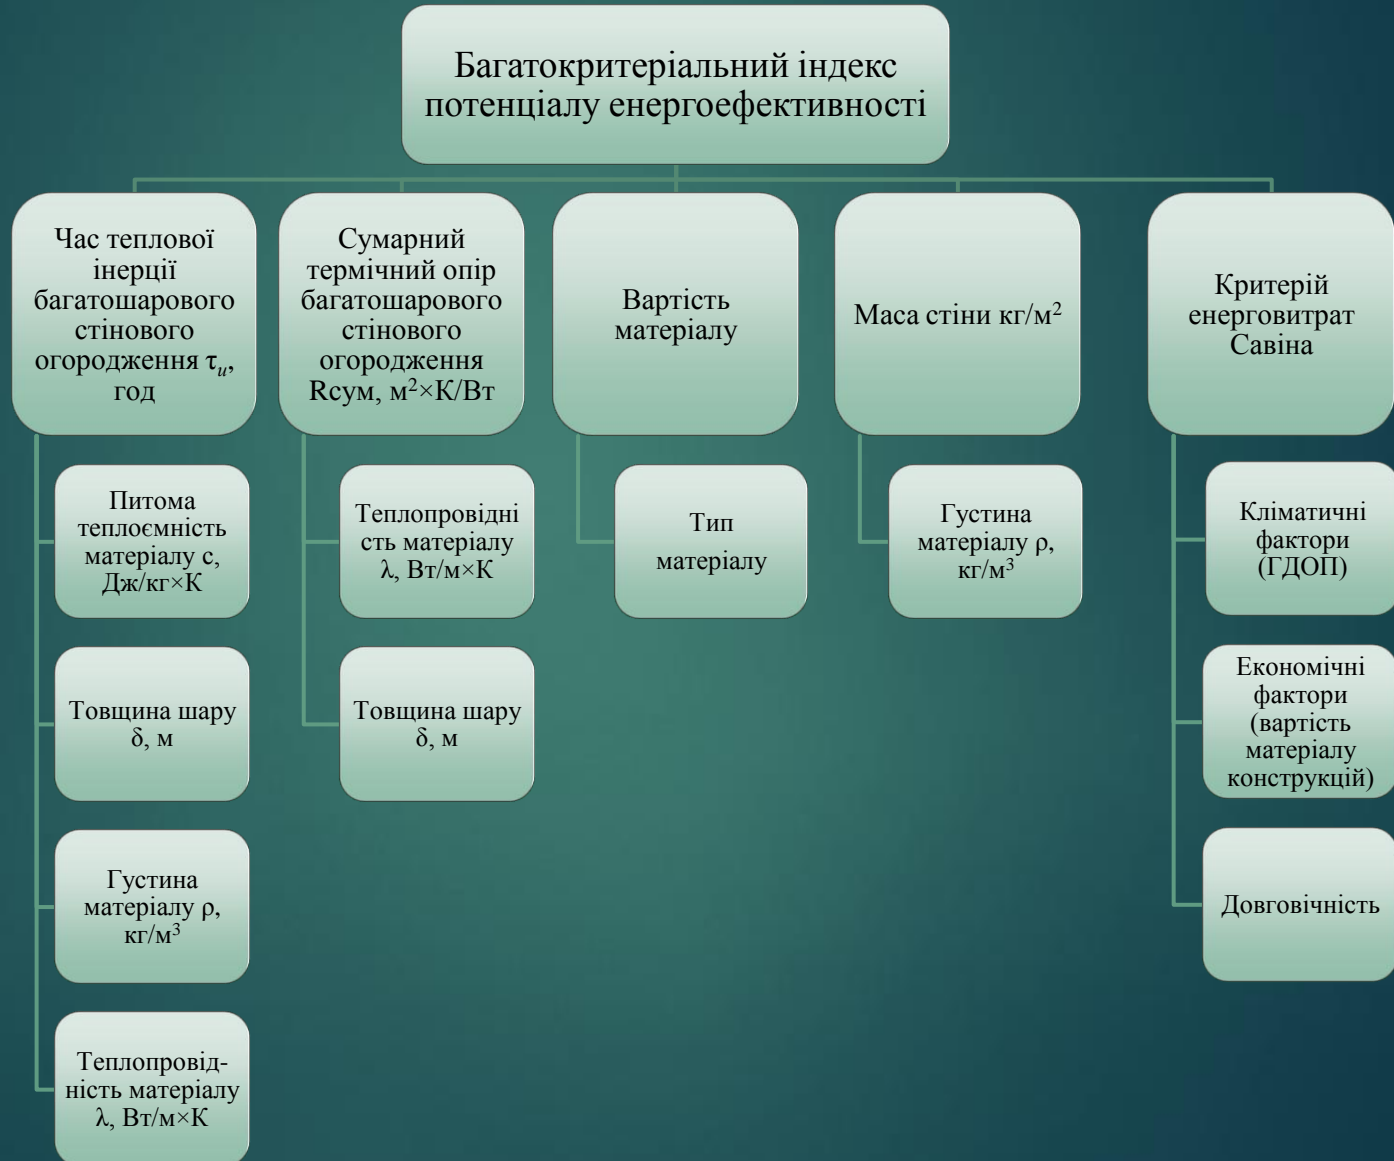 Багатокритеріальний індекс
потенціалу енергоефективності
Час теплової
інерції
багатошарового
стінового
огородження τᵤ,
год
Сумарний
термічний опір
багатошарового
стінового
огородження
Rсум, м²×К/Вт
Вартість
матеріалу
Маса стіни кг/м²
Критерій
енерговитрат
Савіна
Питома
теплоємність
матеріалу с,
Дж/кг×К
Товщина шару
δ, м
Густина
матеріалу ρ,
кг/м³
Теплопровід-
ність матеріалу
λ, Вт/м×К
Теплопровідні
сть матеріалу
λ, Вт/м×К
Товщина шару
δ, м
Тип
матеріалу
Густина
матеріалу ρ,
кг/м³
Кліматичні
фактори
(ГДОП)
Економічні
фактори
(вартість
матеріалу
конструкцій)
Довговічність